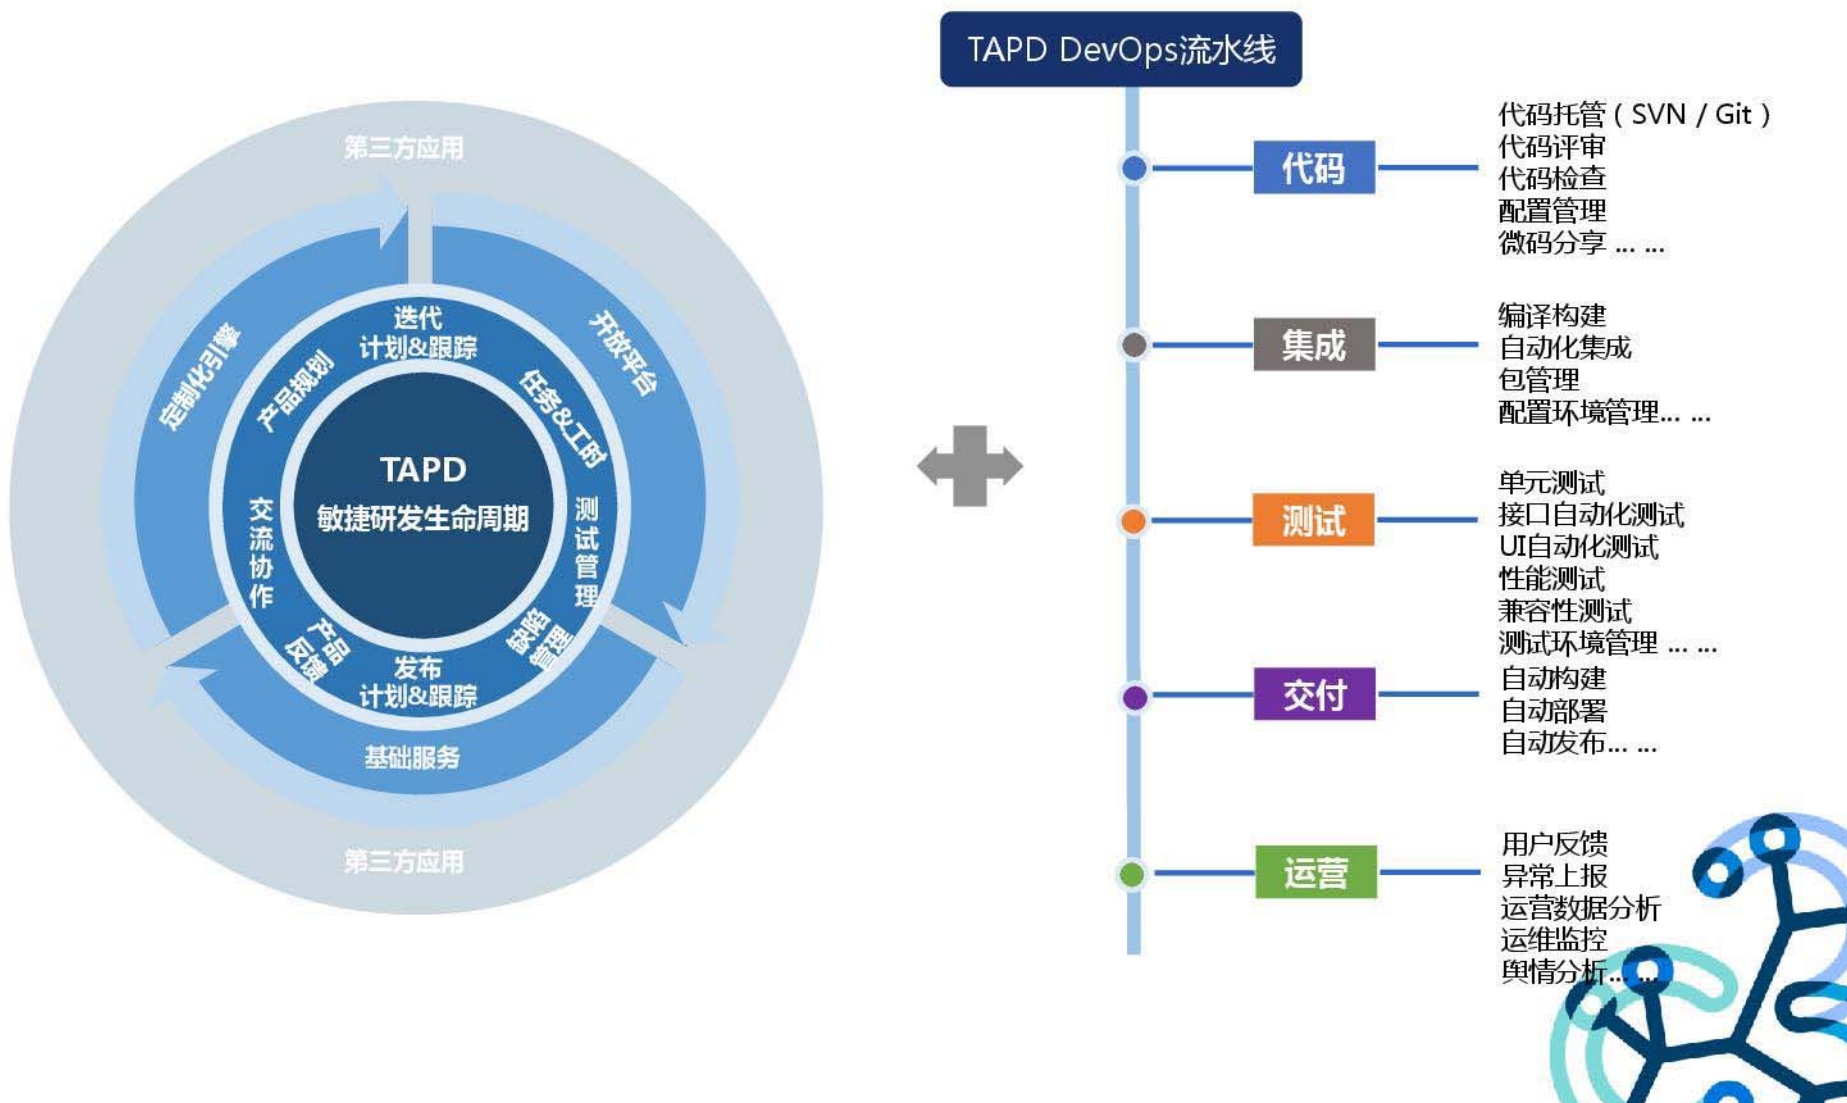 第三方应用
定制化引擎
开放平台
迭代
计划&跟踪
产品规划
任务&工时
TAPD
敏捷研发生命周期
交流协作
测试管理
产品
反馈
缺陷
管理
发布
计划&跟踪
基础服务
第三方应用
TAPD DevOps流水线
代码
代码托管（SVN / Git）
代码评审
代码检查
配置管理
微码分享 ... ...
集成
编译构建
自动化集成
包管理
配置环境管理... ...
测试
单元测试
接口自动化测试
UI自动化测试
性能测试
兼容性测试
测试环境管理 ... ...
交付
自动构建
自动部署
自动发布... ...
运营
用户反馈
异常上报
运营数据分析
运维监控
舆情分析... ...